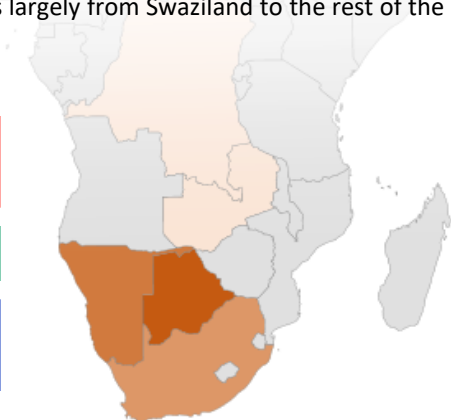 s largely from Swaziland to the rest of the